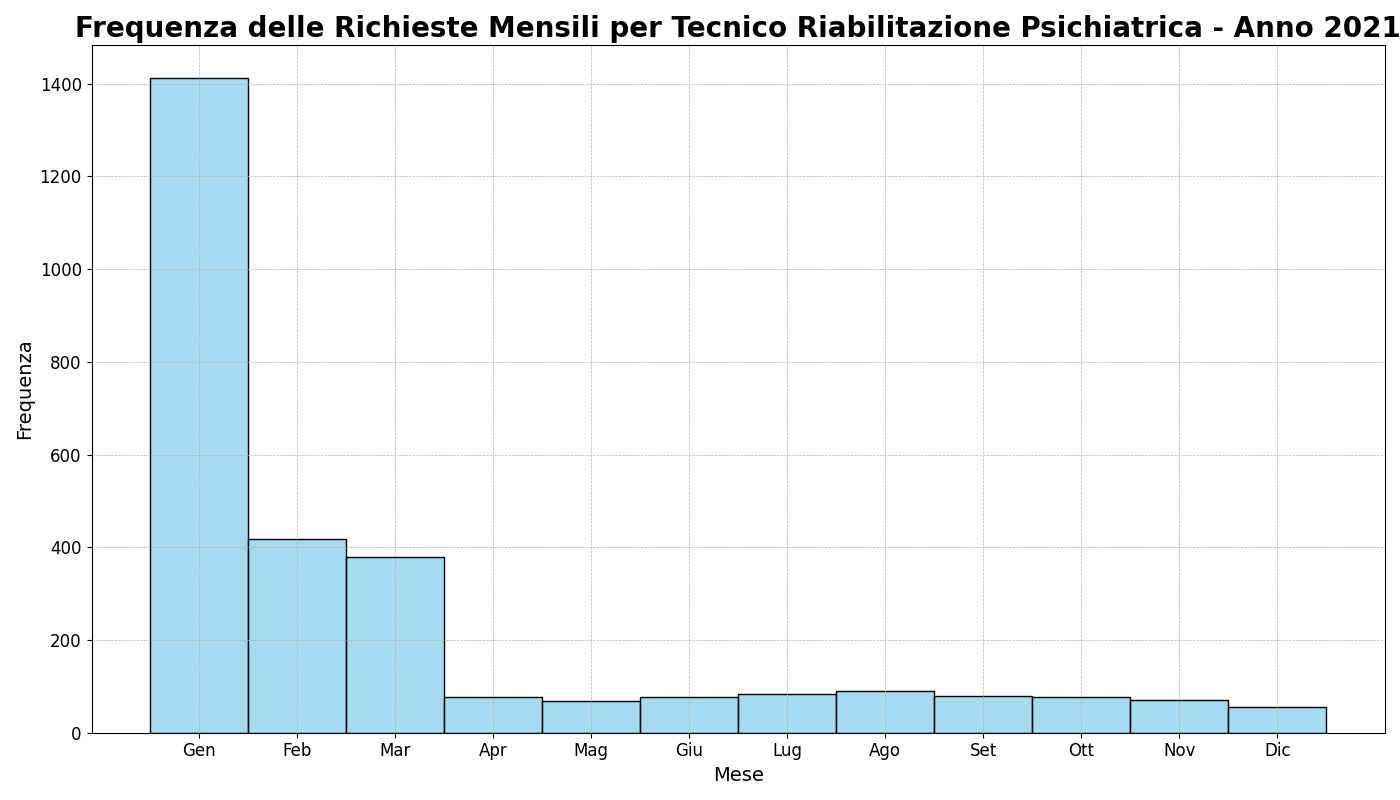 Frequenza delle Richieste Mensili per Tecnico Riabilitazione Psichiatrica - Anno 2021
1400
1200
1000
800
600
400
200
0
Frequenza
Gen Feb Mar Apr Mag Giu Lug Ago Set Ott Nov Dic
Mese